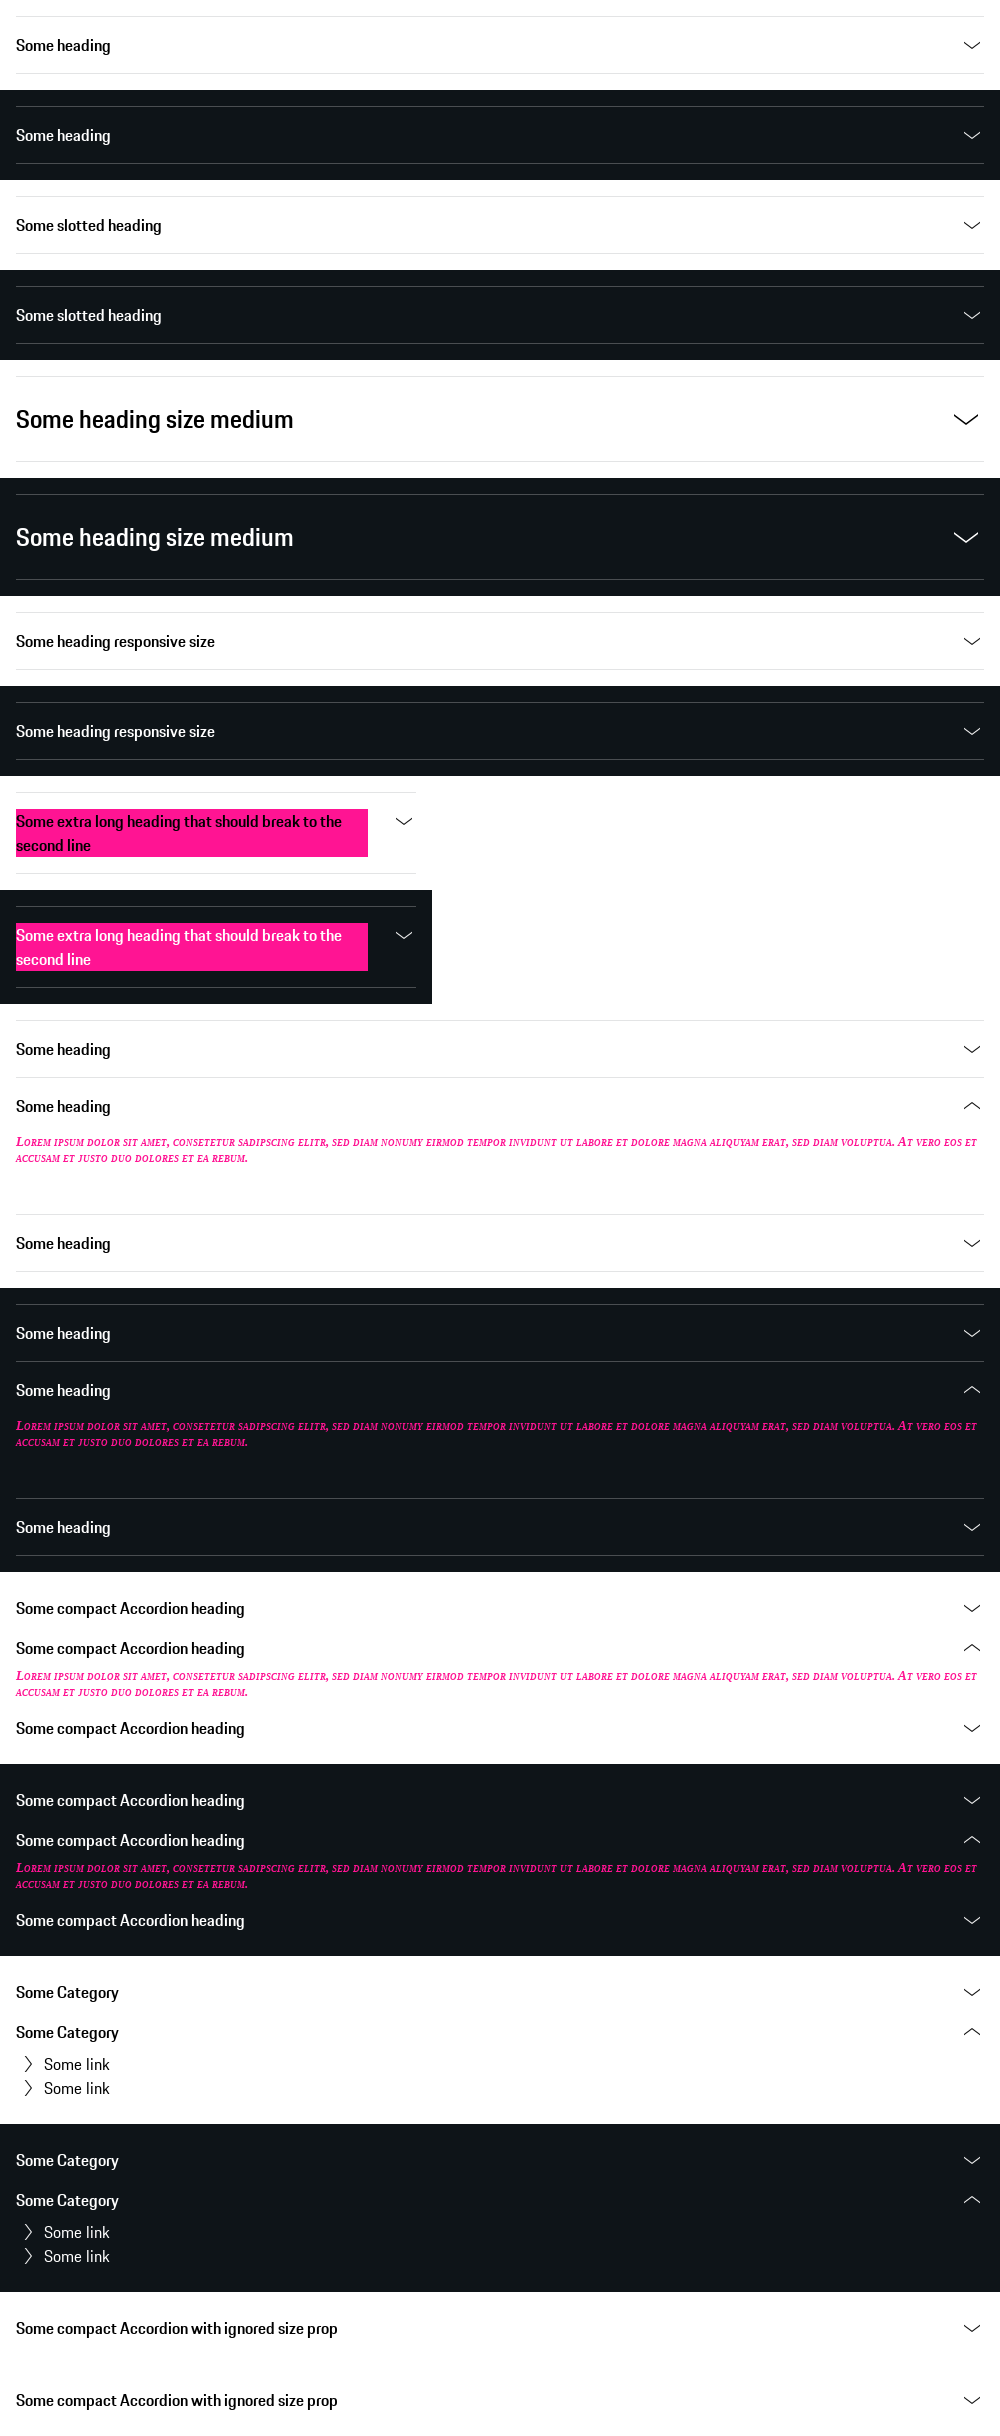 Some heading
Some heading
Some slotted heading
Some slotted heading
Some heading size medium
Some heading size medium
Some heading responsive size
Some heading responsive size
Some extra long heading that should break to the
second line
Some extra long heading that should break to the
second line
Some heading
Some heading
Lorem ipsum dolor sit amet, consetetur sadipscing elitr, sed diam nonumy eirmod tempor invidunt ut labore et dolore magna aliquyam erat, sed diam voluptua. At vero eos et
accusam et justo duo dolores et ea rebum.
Some heading
Some heading
Some heading
Lorem ipsum dolor sit amet, consetetur sadipscing elitr, sed diam nonumy eirmod tempor invidunt ut labore et dolore magna aliquyam erat, sed diam voluptua. At vero eos et
accusam et justo duo dolores et ea rebum.
Some heading
Some compact Accordion heading
Some compact Accordion heading
Lorem ipsum dolor sit amet, consetetur sadipscing elitr, sed diam nonumy eirmod tempor invidunt ut labore et dolore magna aliquyam erat, sed diam voluptua. At vero eos et
accusam et justo duo dolores et ea rebum.
Some compact Accordion heading
Some compact Accordion heading
Some compact Accordion heading
Lorem ipsum dolor sit amet, consetetur sadipscing elitr, sed diam nonumy eirmod tempor invidunt ut labore et dolore magna aliquyam erat, sed diam voluptua. At vero eos et
accusam et justo duo dolores et ea rebum.
Some compact Accordion heading
Some Category
Some Category
Some link
Some link
Some Category
Some Category
Some link
Some link
Some compact Accordion with ignored size prop
Some compact Accordion with ignored size prop